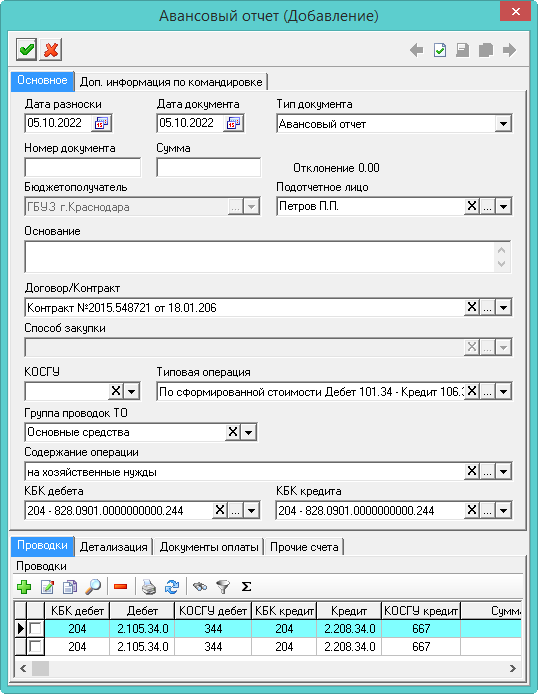 Авансовый отчет (Добавление)
Основное Доп. информация по командировке
Дата разноски Дата документа Тип документа
05.10.2022 05.10.2022 Авансовый отчет
Номер документа Сумма
Отклонение 0.00
Бюджетополучатель Подотчетное лицо
ГБУЗ г.Краснодара Петров П.П.
Основание
Договор/Контракт
Контракт №2015.548721 от 18.01.206
Способ закупки
КОСГУ Типовая операция
По сформированной стоимости Дебет 101.34 - Кредит 106.3
Группа проводок ТО
Основные средства
Содержание операции
на хозяйственные нужды
КБК дебета КБК кредита
204 - 828.0901.0000000000.244 204 - 828.0901.0000000000.244
Проводки Детализация Документы оплаты Прочие счета
Проводки
КБК дебет Дебет КОСГУ дебет КБК кредит Кредит КОСГУ кредит Сумма
204 2.105.34.0 344 204 2.208.34.0 667
204 2.105.34.0 344 204 2.208.34.0 667